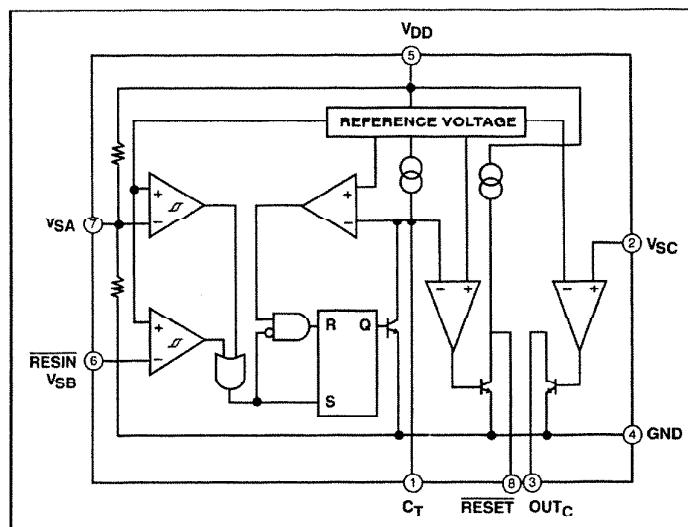 VDD
5
REFERENCE VOLTAGE
+
-
+
-
7
VSA
-
+
-
+
2
VSC
+
-
6
RESIN
VSB
R
Q
S
4
GND
1
8
3
CT
RESET
OUTC